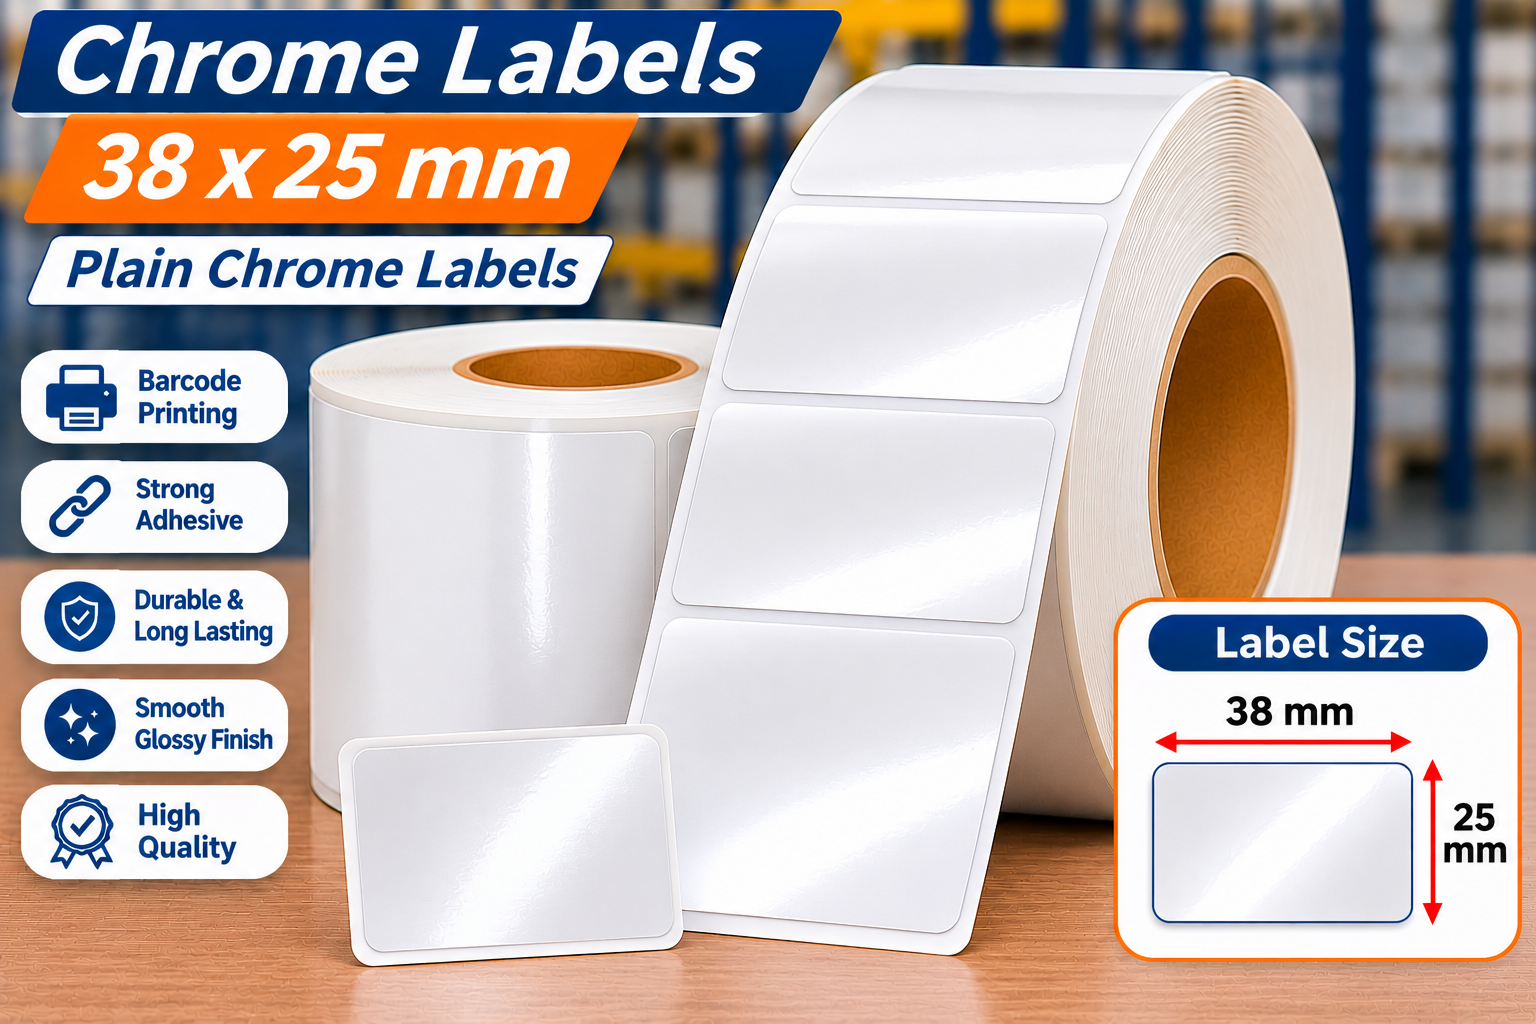 Chrome Labels
38 x 25 mm
Plain Chrome Labels
Barcode
Printing
Strong
Adhesive
Durable &
Long Lasting
Smooth
Glossy Finish
High
Quality
Label Size
38 mm
25
mm